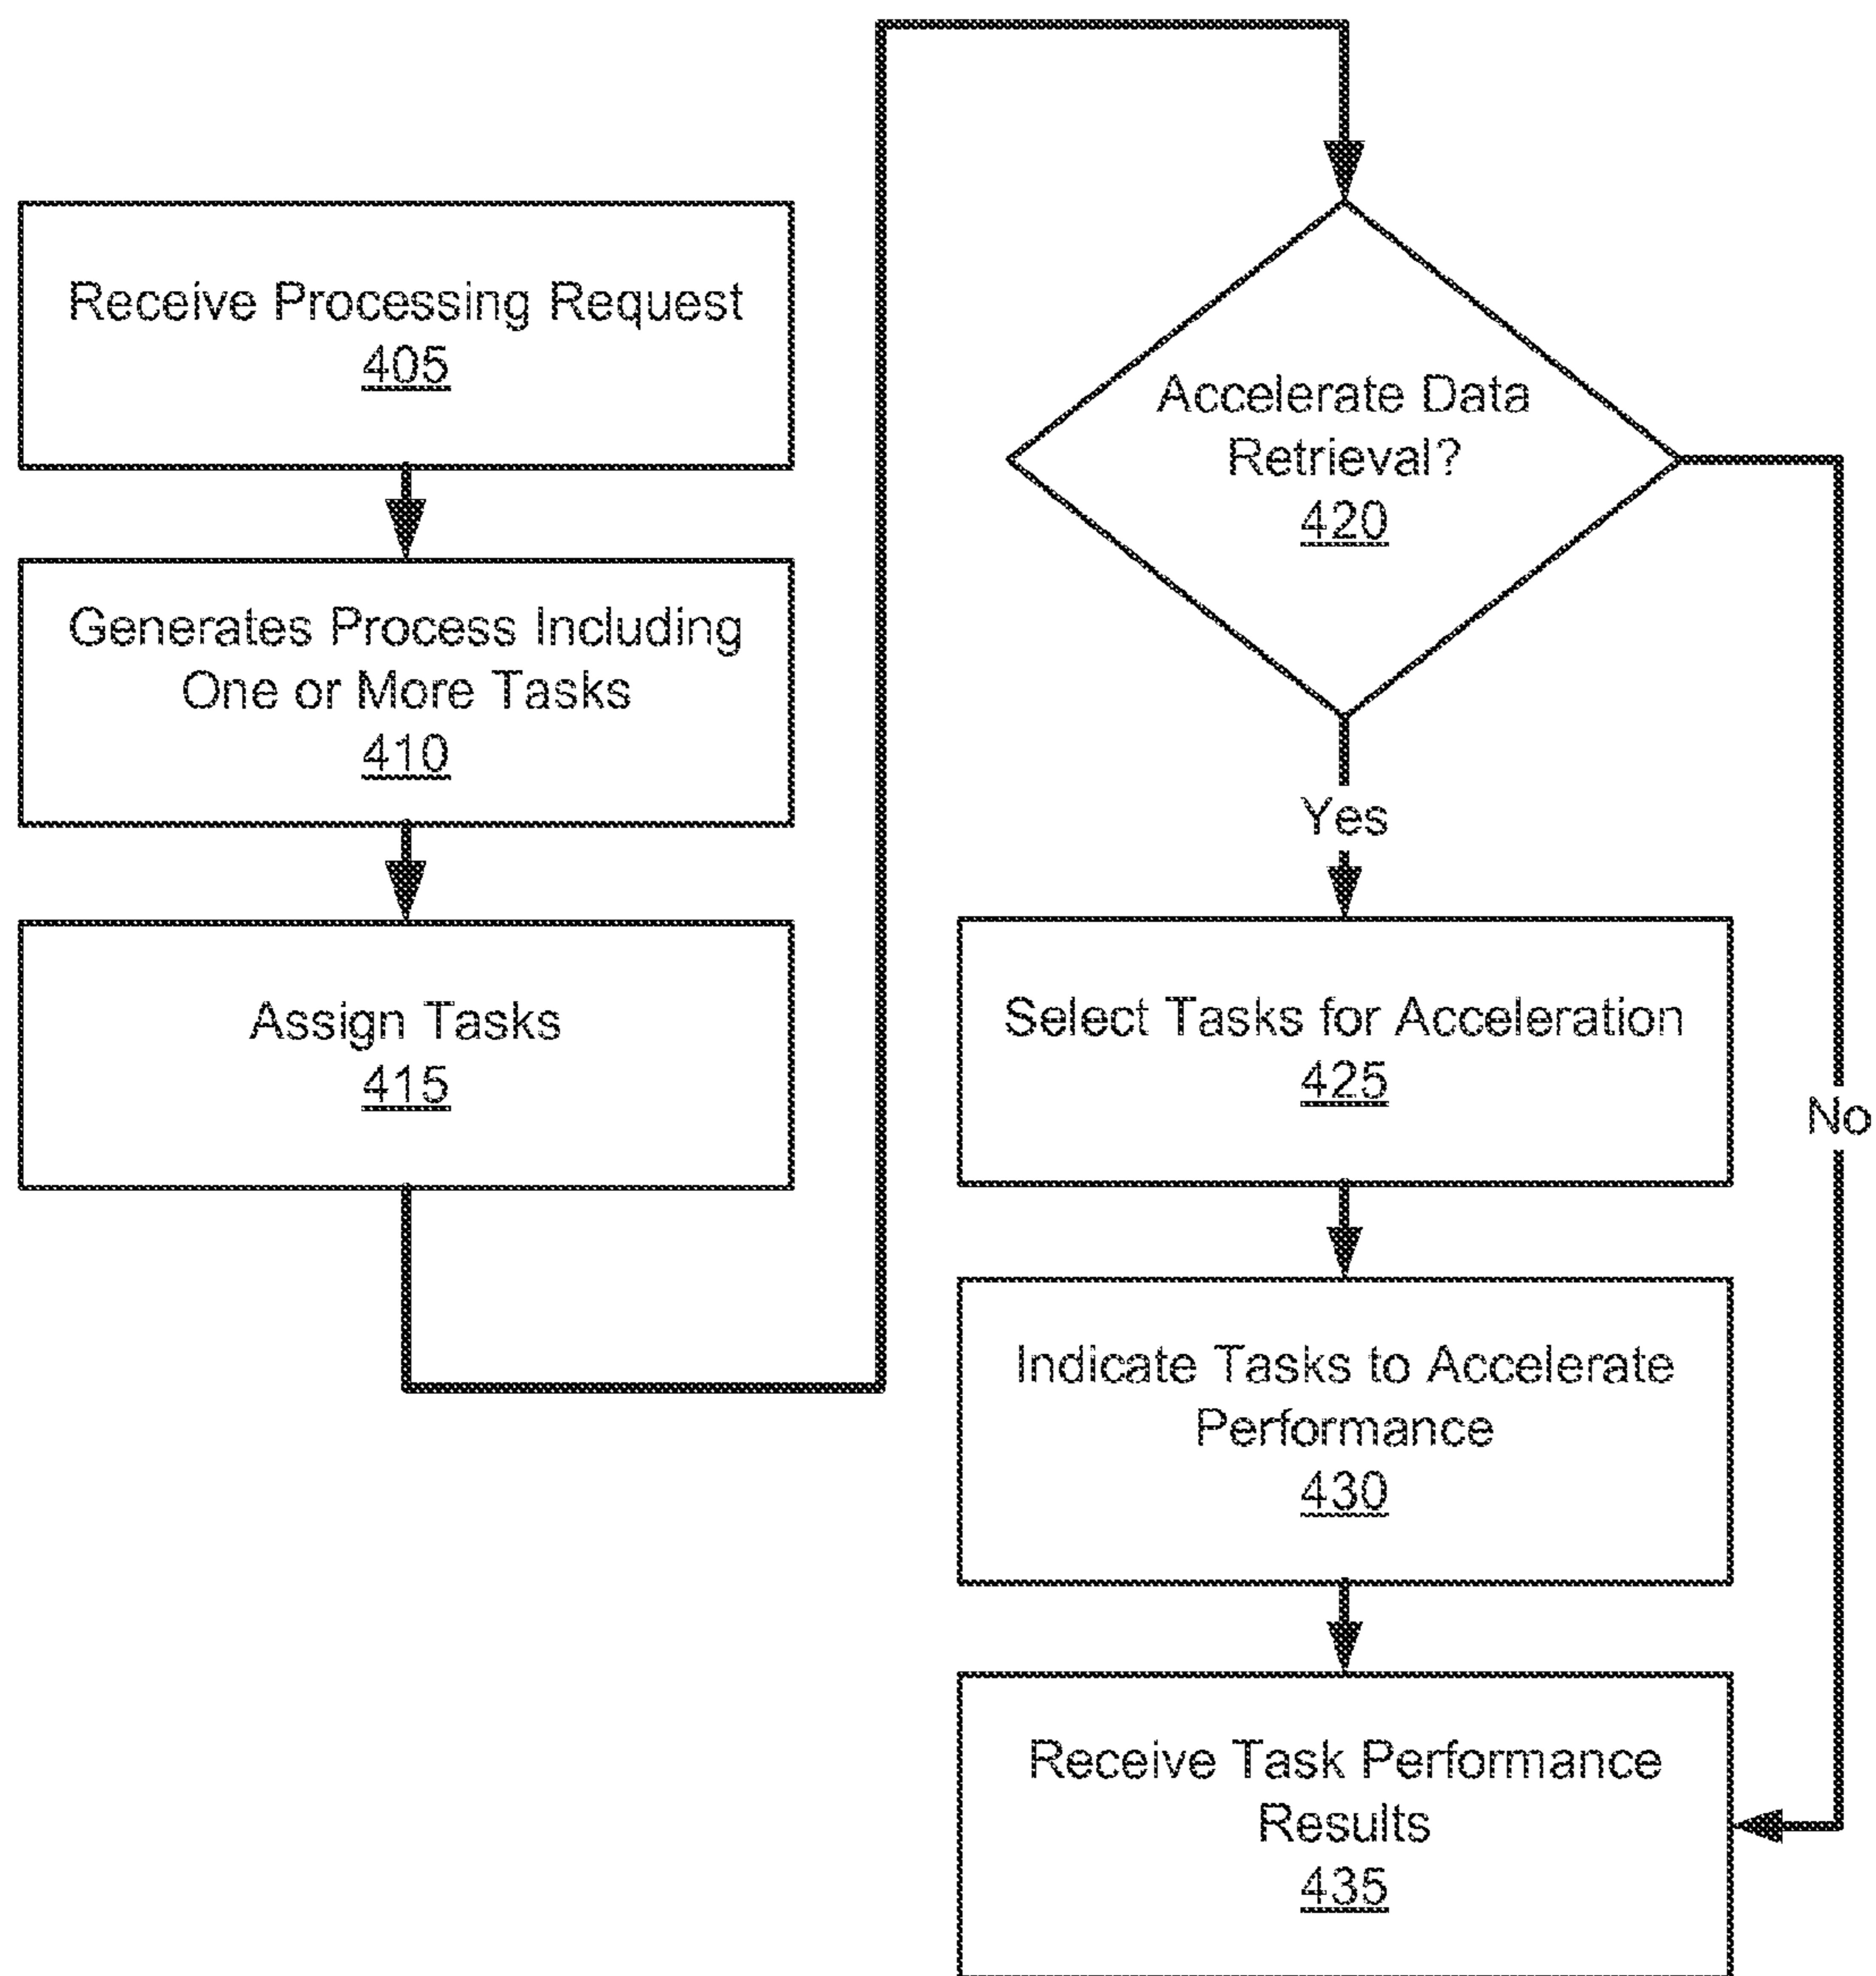 Receive Processing Request
405
Generates Process Including
One or More Tasks
410
Assign Tasks
415
Accelerate Data
Retrieval?
420
Yes
Select Tasks for Acceleration
425
No
Indicate Tasks to Accelerate
Performance
430
Receive Task Performance
Results
435